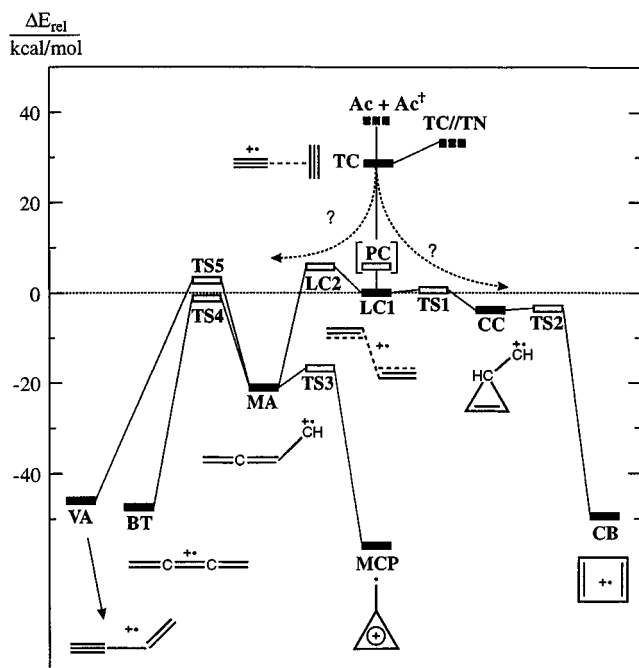 ΔE_rel
kcal/mol
40
20
0
-20
-40
Ac + Ac†
TC//TN
TC
+•
?
?
[PC]
TS5
TS4
LC2
LC1
TS1
CC
TS2
+•
MA
TS3
+•
CH
HC
+•
CH
C
VA
BT
MCP
CB
+•
C C
+•
+•
•
+